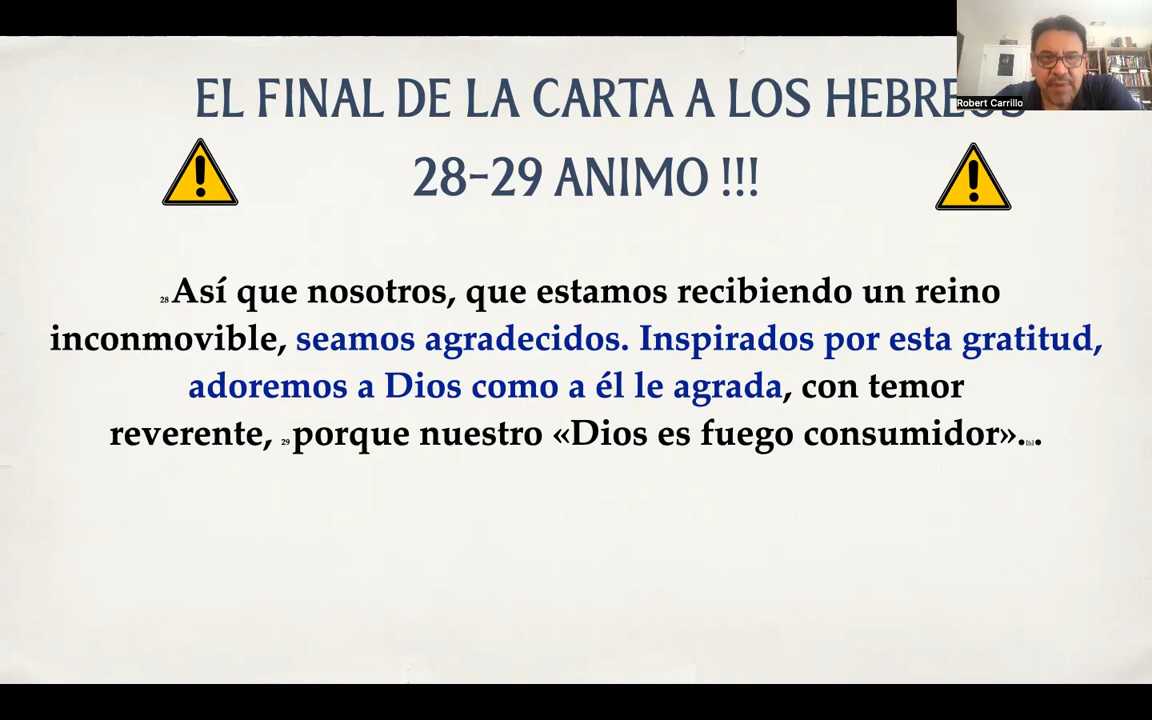 EL FINAL DE LA CARTA A LOS HEBREOS
Robert Carrillo
28-29 ANIMO !!!
28 Así que nosotros, que estamos recibiendo un reino
inconmovible, seamos agradecidos. Inspirados por esta gratitud,
adoremos a Dios como a él le agrada, con temor
reverente, 29 porque nuestro «Dios es fuego consumidor»..